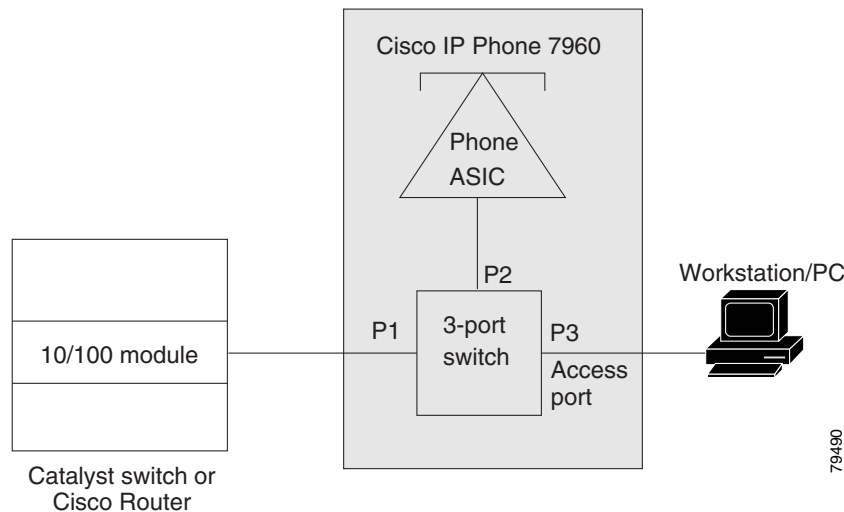 Cisco IP Phone 7960
Phone
ASIC
P2
Workstation/PC
P1
3-port
switch
P3
10/100 module
Access
port
Catalyst switch or
Cisco Router
79490